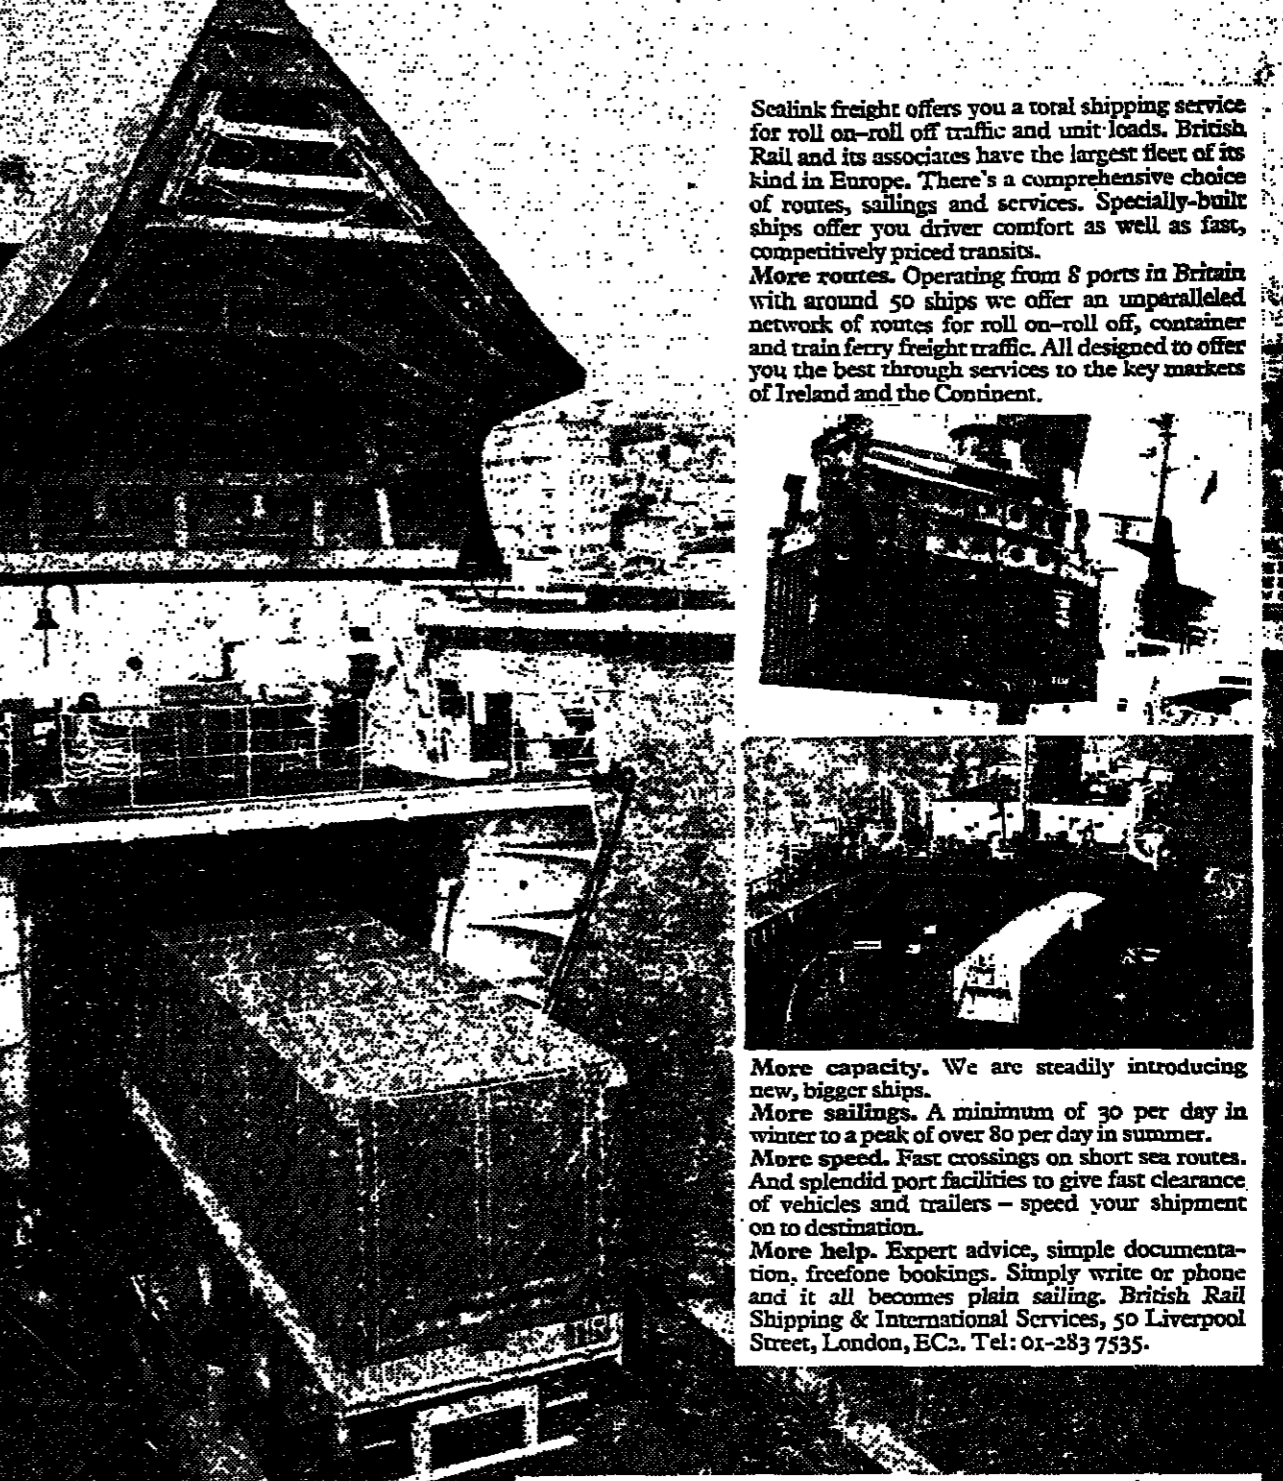 Sealink freight offers you a total shipping service
for roll on–roll off traffic and unit loads. British
Rail and its associates have the largest fleet of its
kind in Europe. There's a comprehensive choice
of routes, sailings and services. Specially-built
ships offer you driver comfort as well as fast,
competitively priced transits.
More routes. Operating from 8 ports in Britain
with around 50 ships we offer an unparalleled
network of routes for roll on–roll off, container
and train ferry freight traffic. All designed to offer
you the best through services to the key markets
of Ireland and the Continent.
More capacity. We are steadily introducing
new, bigger ships.
More sailings. A minimum of 30 per day in
winter to a peak of over 80 per day in summer.
More speed. Fast crossings on short sea routes.
And splendid port facilities to give fast clearance
of vehicles and trailers – speed your shipment
on to destination.
More help. Expert advice, simple documenta-
tion, freefone bookings. Simply write or phone
and it all becomes plain sailing. British Rail
Shipping & International Services, 50 Liverpool
Street, London, EC2. Tel: 01-283 7535.